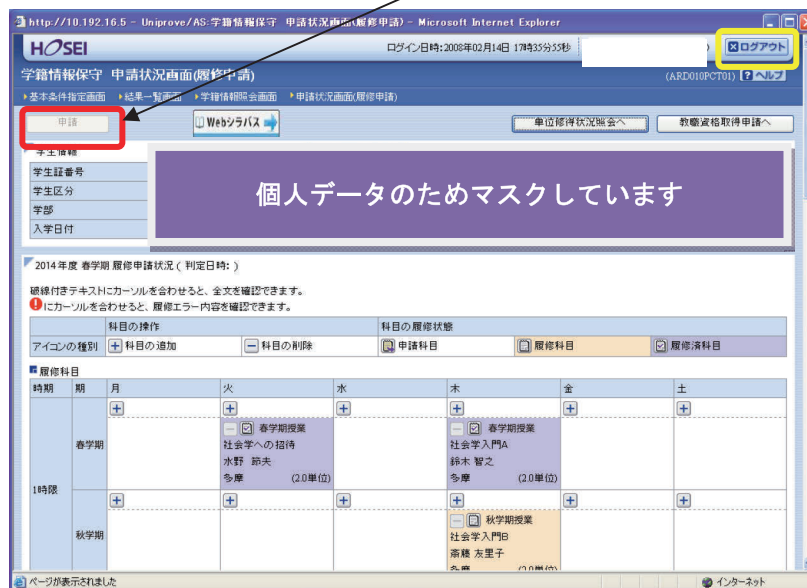 http://10.192.16.5 - Uniprove/AS:学籍情報保守 申請状況画面(履修申請) - Microsoft Internet Explorer
HOSEI
ログイン日時:2008年02月14日 17時35分55秒
)
ログアウト
学籍情報保守 申請状況画面(履修申請)
(ARD010PCT01) ? ヘルプ
基本条件指定画面 結果一覧画面 学籍情報照会画面 申請状況画面(履修申請)
申請
Webシラバス
単位修得状況照会へ
教職資格取得申請へ
学生情報
学生証番号
学生区分
学部
入学日付
個人データのためマスクしています
2014年度 春学期 履修申請状況 ( 判定日時: )
破線付きテキストにカーソルを合わせると、全文を確認できます。
にカーソルを合わせると、履修エラー内容を確認できます。
科目の操作 科目の履修状態
アイコンの種別 + 科目の追加 − 科目の削除 申請科目 履修科目 履修済科目
履修科目
時期 期 月 火 水 木 金 土
+ + + + + +
1時限
春学期
− 春学期授業
社会学への招待
水野 節夫
多摩 (2.0単位)
− 春学期授業
社会学入門A
鈴木 智之
多摩 (2.0単位)
+ + + + + +
秋学期
− 秋学期授業
社会学入門B
斎藤 友里子
多摩 (2.0単位)
ページが表示されました
インターネット